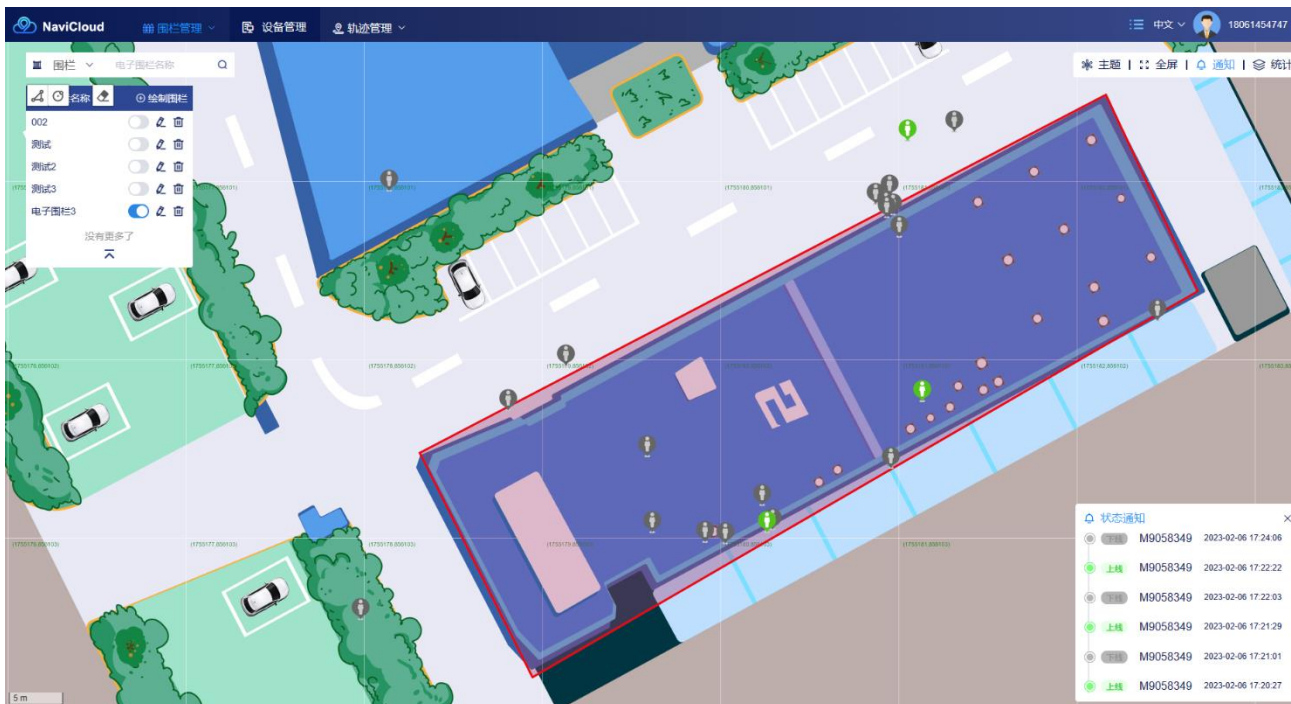 NaviCloud 围栏管理 设备管理 轨迹管理 中文 18061454747
围栏 电子围栏名称
主题 | 全屏 | 通知 | 统计
名称 绘制围栏
002
测试
测试2
测试3
电子围栏3
没有更多了
状态通知
下线 M9058349 2023-02-06 17:24:06
上线 M9058349 2023-02-06 17:22:22
下线 M9058349 2023-02-06 17:22:03
上线 M9058349 2023-02-06 17:21:29
下线 M9058349 2023-02-06 17:21:01
上线 M9058349 2023-02-06 17:20:27
5 m